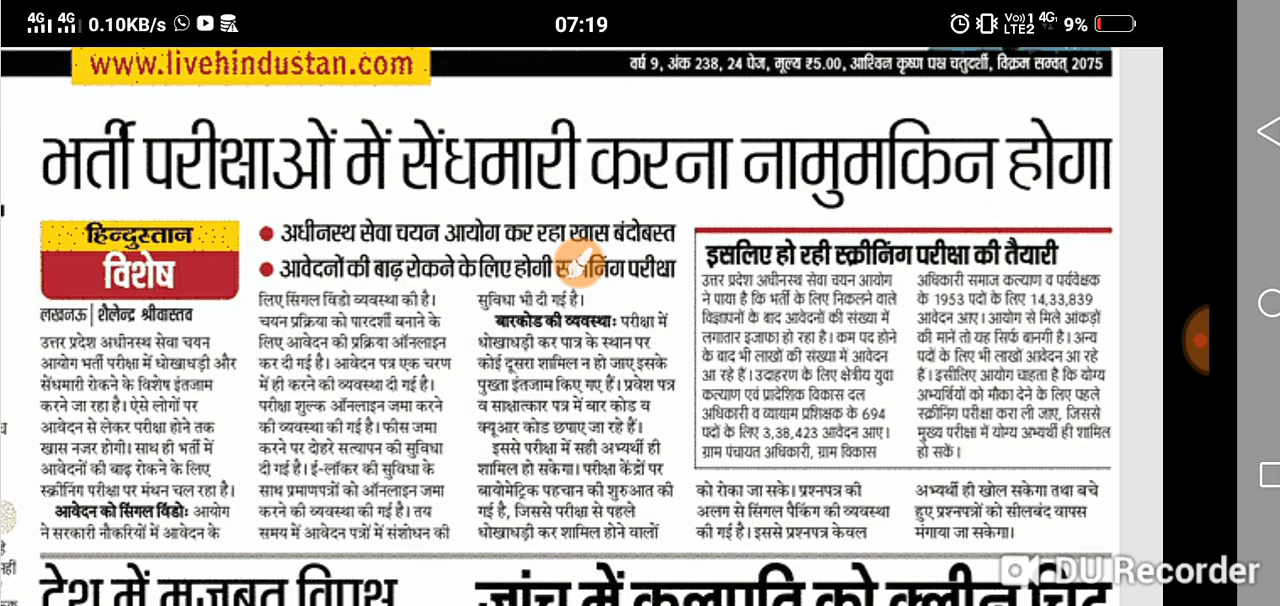 4G 4G 0.10KB/s
07:19
Vo)) 1 4G
LTE2
9%
www.livehindustan.com
वर्ष 9, अंक 238, 24 पेज, मूल्य ₹5.00, आश्विन कृष्ण पक्ष चतुर्दशी, विक्रम सम्वत् 2075
भर्ती परीक्षाओं में सेंधमारी करना नामुमकिन होगा
हिन्दुस्तान
विशेष
• अधीनस्थ सेवा चयन आयोग कर रहा खास बंदोबस्त
• आवेदनों की बाढ़ रोकने के लिए होगी स्क्रीनिंग परीक्षा
लखनऊ | शैलेन्द्र श्रीवास्तव
उत्तर प्रदेश अधीनस्थ सेवा चयन
आयोग भर्ती परीक्षा में धोखाधड़ी और
सेंधमारी रोकने के विशेष इंतजाम
करने जा रहा है। ऐसे लोगों पर
आवेदन से लेकर परीक्षा होने तक
खास नजर होगी। साथ ही भर्ती में
आवेदनों की बाढ़ रोकने के लिए
स्क्रीनिंग परीक्षा पर मंथन चल रहा है।
आवेदन को सिंगल विंडो: आयोग
ने सरकारी नौकरियों में आवेदन के
लिए सिंगल विंडो व्यवस्था की है।
चयन प्रक्रिया को पारदर्शी बनाने के
लिए आवेदन की प्रक्रिया ऑनलाइन
कर दी गई है। आवेदन पत्र एक चरण
में ही करने की व्यवस्था दी गई है।
परीक्षा शुल्क ऑनलाइन जमा करने
की व्यवस्था की गई है। फीस जमा
करने पर दोहरे सत्यापन की सुविधा
दी गई है। ई-लॉकर की सुविधा के
साथ प्रमाणपत्रों को ऑनलाइन जमा
करने की व्यवस्था की गई है। तय
समय में आवेदन पत्रों में संशोधन की
सुविधा भी दी गई है।
बारकोड की व्यवस्था: परीक्षा में
धोखाधड़ी कर पात्र के स्थान पर
कोई दूसरा शामिल न हो जाए इसके
पुख्ता इंतजाम किए गए हैं। प्रवेश पत्र
व साक्षात्कार पत्र में बार कोड व
क्यूआर कोड छपाए जा रहे हैं।
इससे परीक्षा में सही अभ्यर्थी ही
शामिल हो सकेगा। परीक्षा केंद्रों पर
बायोमेट्रिक पहचान की शुरुआत की
गई है, जिससे परीक्षा से पहले
धोखाधड़ी कर शामिल होने वालों
को रोका जा सके। प्रश्नपत्र की
अलग से सिंगल पैकिंग की व्यवस्था
की गई है। इससे प्रश्नपत्र केवल
अभ्यर्थी ही खोल सकेगा तथा बचे
हुए प्रश्नपत्रों को सीलबंद वापस
मंगाया जा सकेगा।
इसलिए हो रही स्क्रीनिंग परीक्षा की तैयारी
उत्तर प्रदेश अधीनस्थ सेवा चयन आयोग
ने पाया है कि भर्ती के लिए निकलने वाले
विज्ञापनों के बाद आवेदनों की संख्या में
लगातार इजाफा हो रहा है। कम पद होने
के बाद भी लाखों की संख्या में आवेदन
आ रहे हैं। उदाहरण के लिए क्षेत्रीय युवा
कल्याण एवं प्रादेशिक विकास दल
अधिकारी व व्यायाम प्रशिक्षक के 694
पदों के लिए 3,38,423 आवेदन आए।
ग्राम पंचायत अधिकारी, ग्राम विकास
अधिकारी समाज कल्याण व पर्यवेक्षक
के 1953 पदों के लिए 14,33,839
आवेदन आए। आयोग से मिले आंकड़ों
की मानें तो यह सिर्फ बानगी है। अन्य
पदों के लिए भी लाखों आवेदन आ रहे
हैं। इसीलिए आयोग चाहता है कि योग्य
अभ्यर्थियों को मौका देने के लिए पहले
स्क्रीनिंग परीक्षा करा ली जाए, जिससे
मुख्य परीक्षा में योग्य अभ्यर्थी ही शामिल
हो सकें।
देश में मजबूत विपक्ष
जांच में कुलपति को क्लीन चिट
DU Recorder